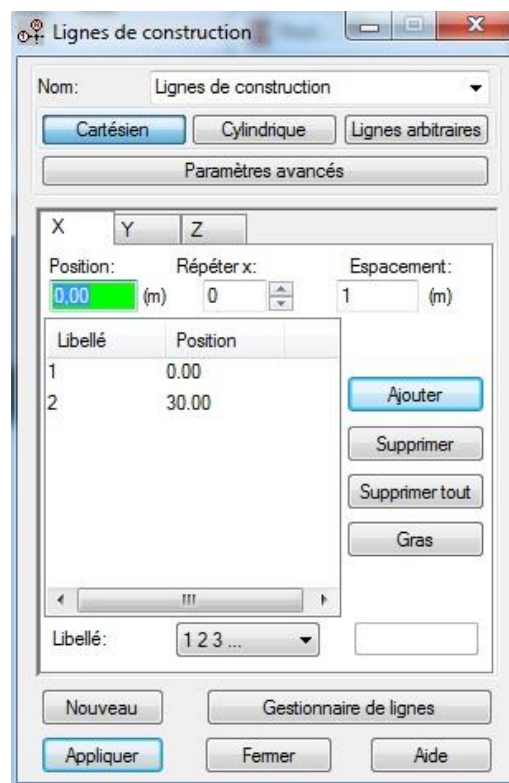 Lignes de construction
Nom: Lignes de construction
Cartésien Cylindrique Lignes arbitraires
Paramètres avancés
X Y Z
Position: Répéter x: Espacement:
0,00 (m) 0 1 (m)
Libellé Position
1 0.00
2 30.00
Ajouter
Supprimer
Supprimer tout
Gras
Libellé: 1 2 3 ...
Nouveau Gestionnaire de lignes
Appliquer Fermer Aide